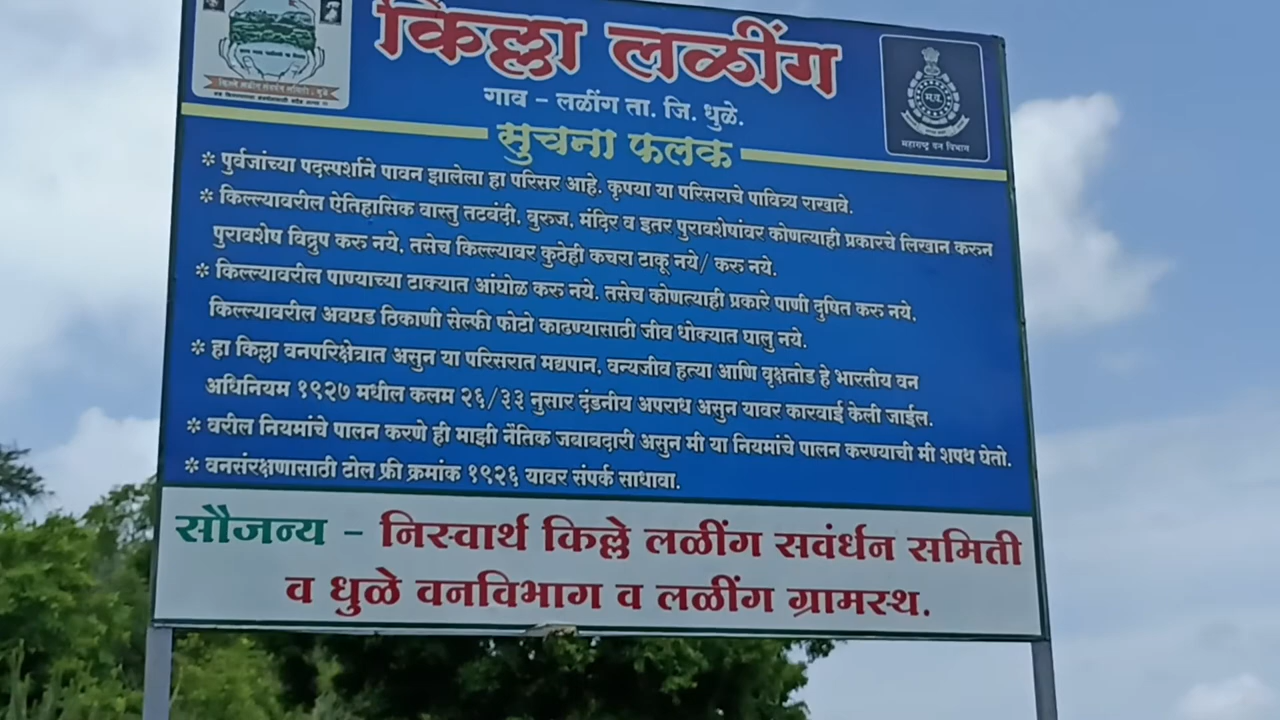 किल्ला लळींग
गाव - लळींग ता. जि. धुळे.
महाराष्ट्र वन विभाग
सुचना फलक
* पुर्वजांच्या पदस्पर्शाने पावन झालेला हा परिसर आहे. कृपया या परिसराचे पावित्र्य राखावे.
* किल्ल्यावरील ऐतिहासिक वास्तु तटबंदी, बुरुज, मंदिर व इतर पुरावशेषांवर कोणत्याही प्रकारचे लिखान करुन
पुरावशेष विद्रुप करु नये, तसेच किल्ल्यावर कुठेही कचरा टाकू नये/ करु नये.
* किल्ल्यावरील पाण्याच्या टाक्यात आंघोळ करु नये. तसेच कोणत्याही प्रकारे पाणी दुषित करु नये,
किल्ल्यावरील अवघड ठिकाणी सेल्फी फोटो काढण्यासाठी जीव धोक्यात घालु नये.
* हा किल्ला वनपरिक्षेत्रात असुन या परिसरात मद्यपान, वन्यजीव हत्या आणि वृक्षतोड हे भारतीय वन
अधिनियम १९२७ मधील कलम २६/३३ नुसार दंडनीय अपराध असुन यावर कारवाई केली जाईल.
* वरील नियमांचे पालन करणे ही माझी नैतिक जवाबदारी असुन मी या नियमांचे पालन करण्याची मी शपथ घेतो.
* वनसंरक्षणासाठी टोल फ्री क्रमांक १९२६ यावर संपर्क साधावा.
सौजन्य - निस्वार्थ किल्ले लळींग सवंर्धन समिती
व धुळे वनविभाग व लळींग ग्रामस्थ.